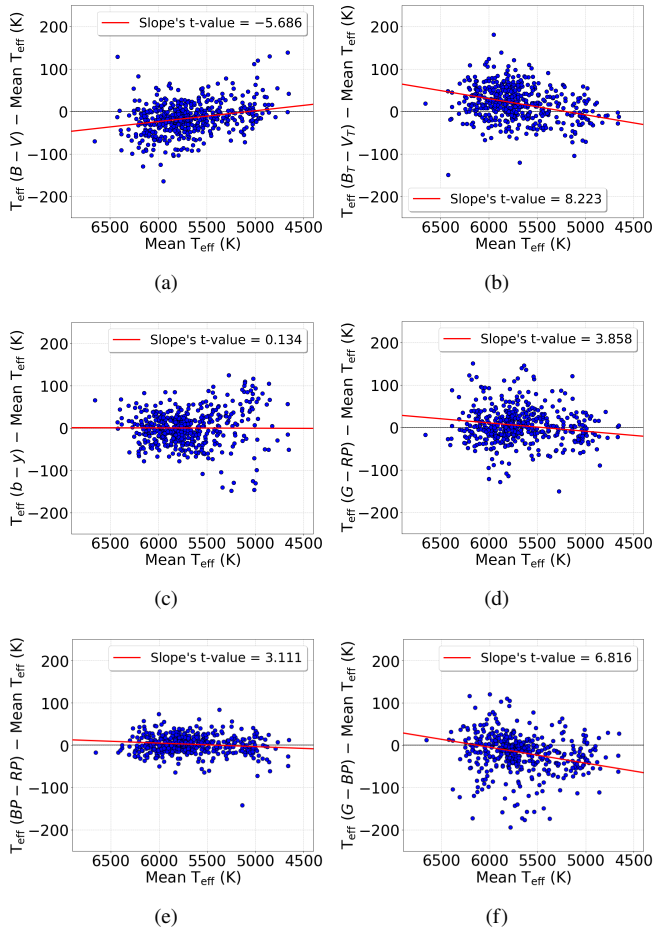 Slope's t-value = −5.686
200
100
0
−100
−200
T_eff (B − V) − Mean T_eff (K)
6500 6000 5500 5000 4500
Mean T_eff (K)
(a)
Slope's t-value = 8.223
200
100
0
−100
−200
T_eff (B_T − V_T) − Mean T_eff (K)
6500 6000 5500 5000 4500
Mean T_eff (K)
(b)
Slope's t-value = 0.134
200
100
0
−100
−200
T_eff (b − y) − Mean T_eff (K)
6500 6000 5500 5000 4500
Mean T_eff (K)
(c)
Slope's t-value = 3.858
200
100
0
−100
−200
T_eff (G − RP) − Mean T_eff (K)
6500 6000 5500 5000 4500
Mean T_eff (K)
(d)
Slope's t-value = 3.111
200
100
0
−100
−200
T_eff (BP − RP) − Mean T_eff (K)
6500 6000 5500 5000 4500
Mean T_eff (K)
(e)
Slope's t-value = 6.816
200
100
0
−100
−200
T_eff (G − BP) − Mean T_eff (K)
6500 6000 5500 5000 4500
Mean T_eff (K)
(f)